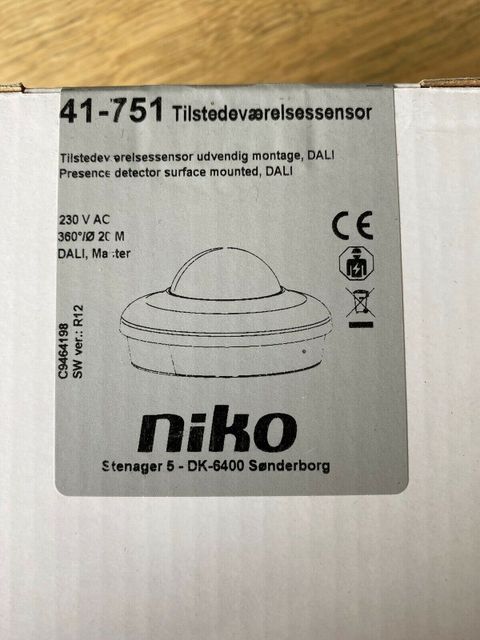 41-751 Tilstedeværelsessensor
Tilstedeværelsessensor udvendig montage, DALI
Presence detector surface mounted, DALI
230 V AC
360°/Ø 20 M
DALI, Master
C9464198
SW ver.: R12
CE
niko
Stenager 5 - DK-6400 Sønderborg